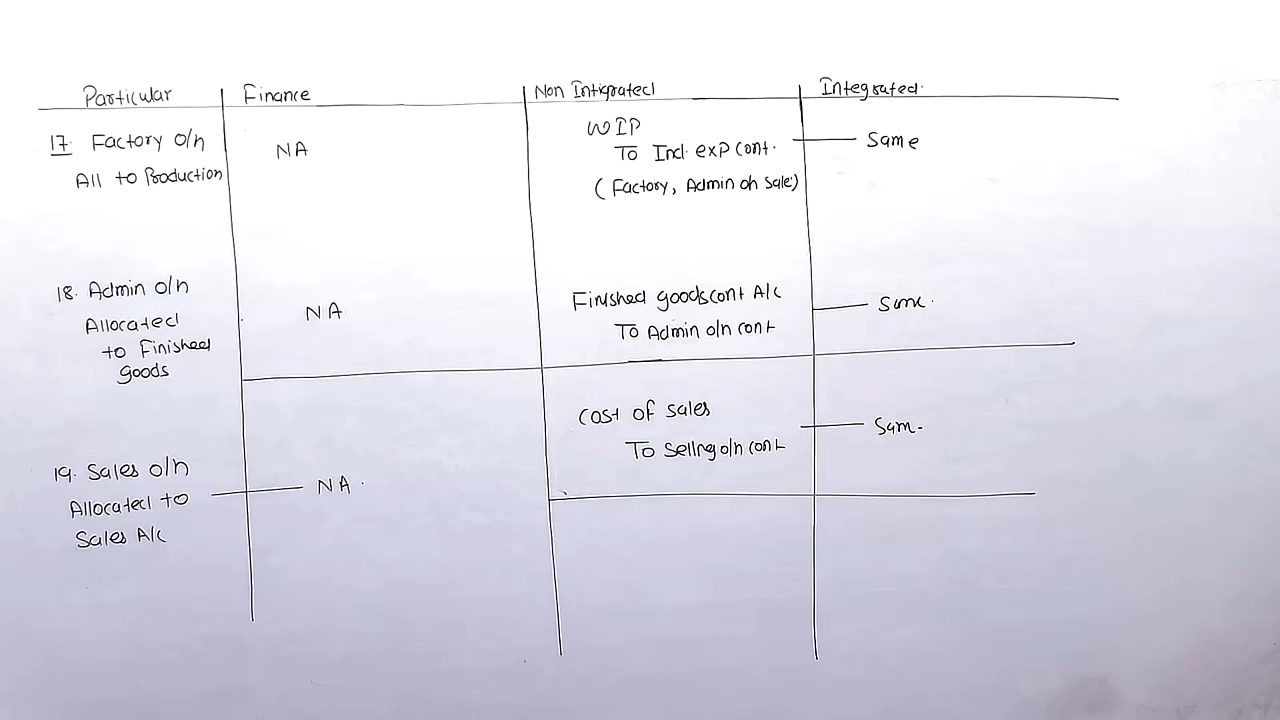 Particular Finance Non Intigrated Integrated.
17. Factory o/h NA WIP Same
All to Production To Ind. exp cont.
(Factory, Admin oh Sale)
18. Admin o/h NA Finished goods cont A/c Same.
Allocated To Admin o/h cont
to Finished
goods
Cost of sales Sam.
To Selling o/h cont
19. Sales o/h NA.
Allocated to
Sales A/c